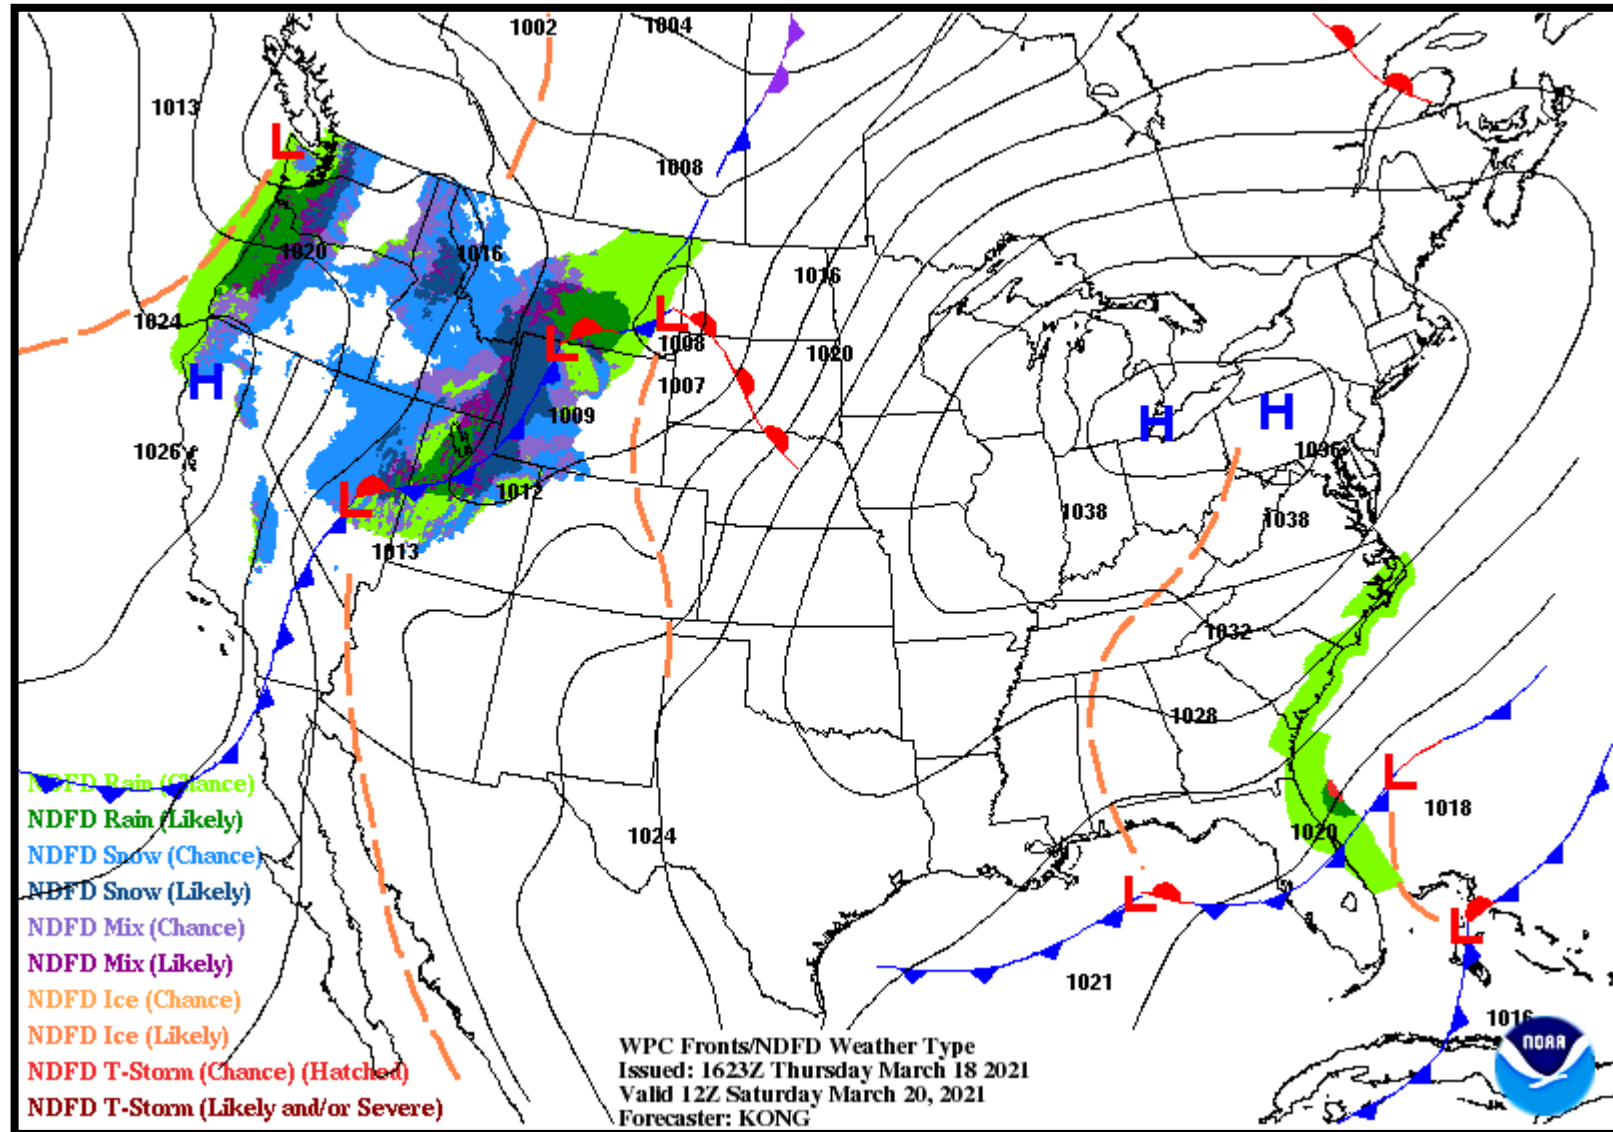 1002
1004
1013
1008
1020
1016
1016
1024
1008
1020
1007
1009
1026
1036
1012
1038
1038
1013
1032
1028
NDFD Rain (Chance)
1018
NDFD Rain (Likely)
1024
1020
NDFD Snow (Chance)
NDFD Snow (Likely)
NDFD Mix (Chance)
NDFD Mix (Likely)
1021
NDFD Ice (Chance)
1016
NDFD Ice (Likely)
NDFD T-Storm (Chance) (Hatched)
NDFD T-Storm (Likely and/or Severe)
WPC Fronts/NDFD Weather Type
Issued: 1623Z Thursday March 18 2021
Valid 12Z Saturday March 20, 2021
Forecaster: KONG
NOAA
L
L
L
L
L
L
L
H
H
H